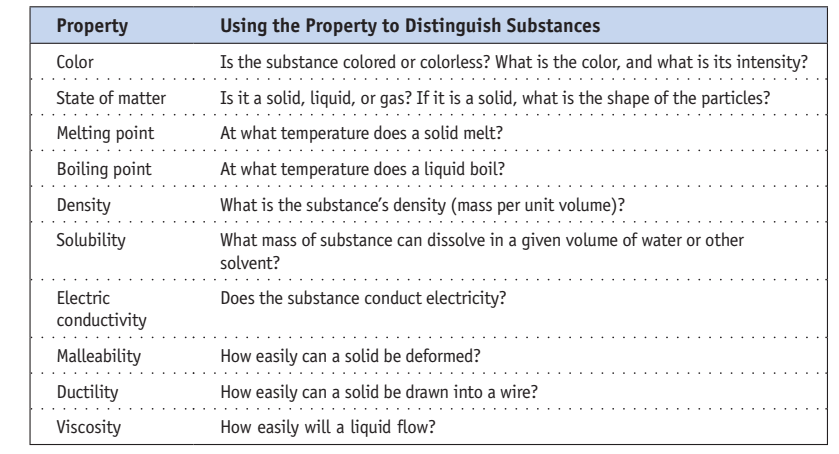 Property Using the Property to Distinguish Substances
Color Is the substance colored or colorless? What is the color, and what is its intensity?
State of matter Is it a solid, liquid, or gas? If it is a solid, what is the shape of the particles?
Melting point At what temperature does a solid melt?
Boiling point At what temperature does a liquid boil?
Density What is the substance's density (mass per unit volume)?
Solubility What mass of substance can dissolve in a given volume of water or other
solvent?
Electric Does the substance conduct electricity?
conductivity
Malleability How easily can a solid be deformed?
Ductility How easily can a solid be drawn into a wire?
Viscosity How easily will a liquid flow?